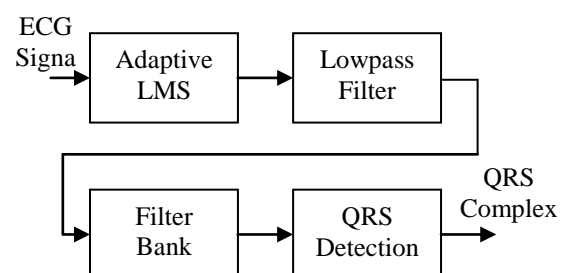 ECG
Signa
Adaptive
LMS
Lowpass
Filter
Filter
Bank
QRS
Detection
QRS
Complex